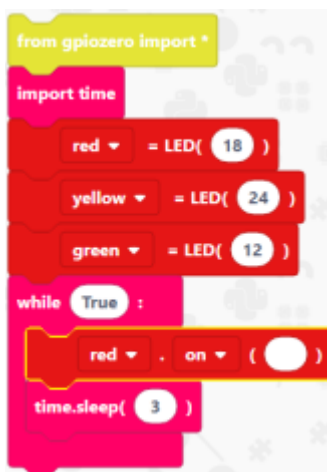 from gpiozero import *
import time
red = LED( 18 )
yellow = LED( 24 )
green = LED( 12 )
while True :
red . on ( )
time.sleep( 3 )